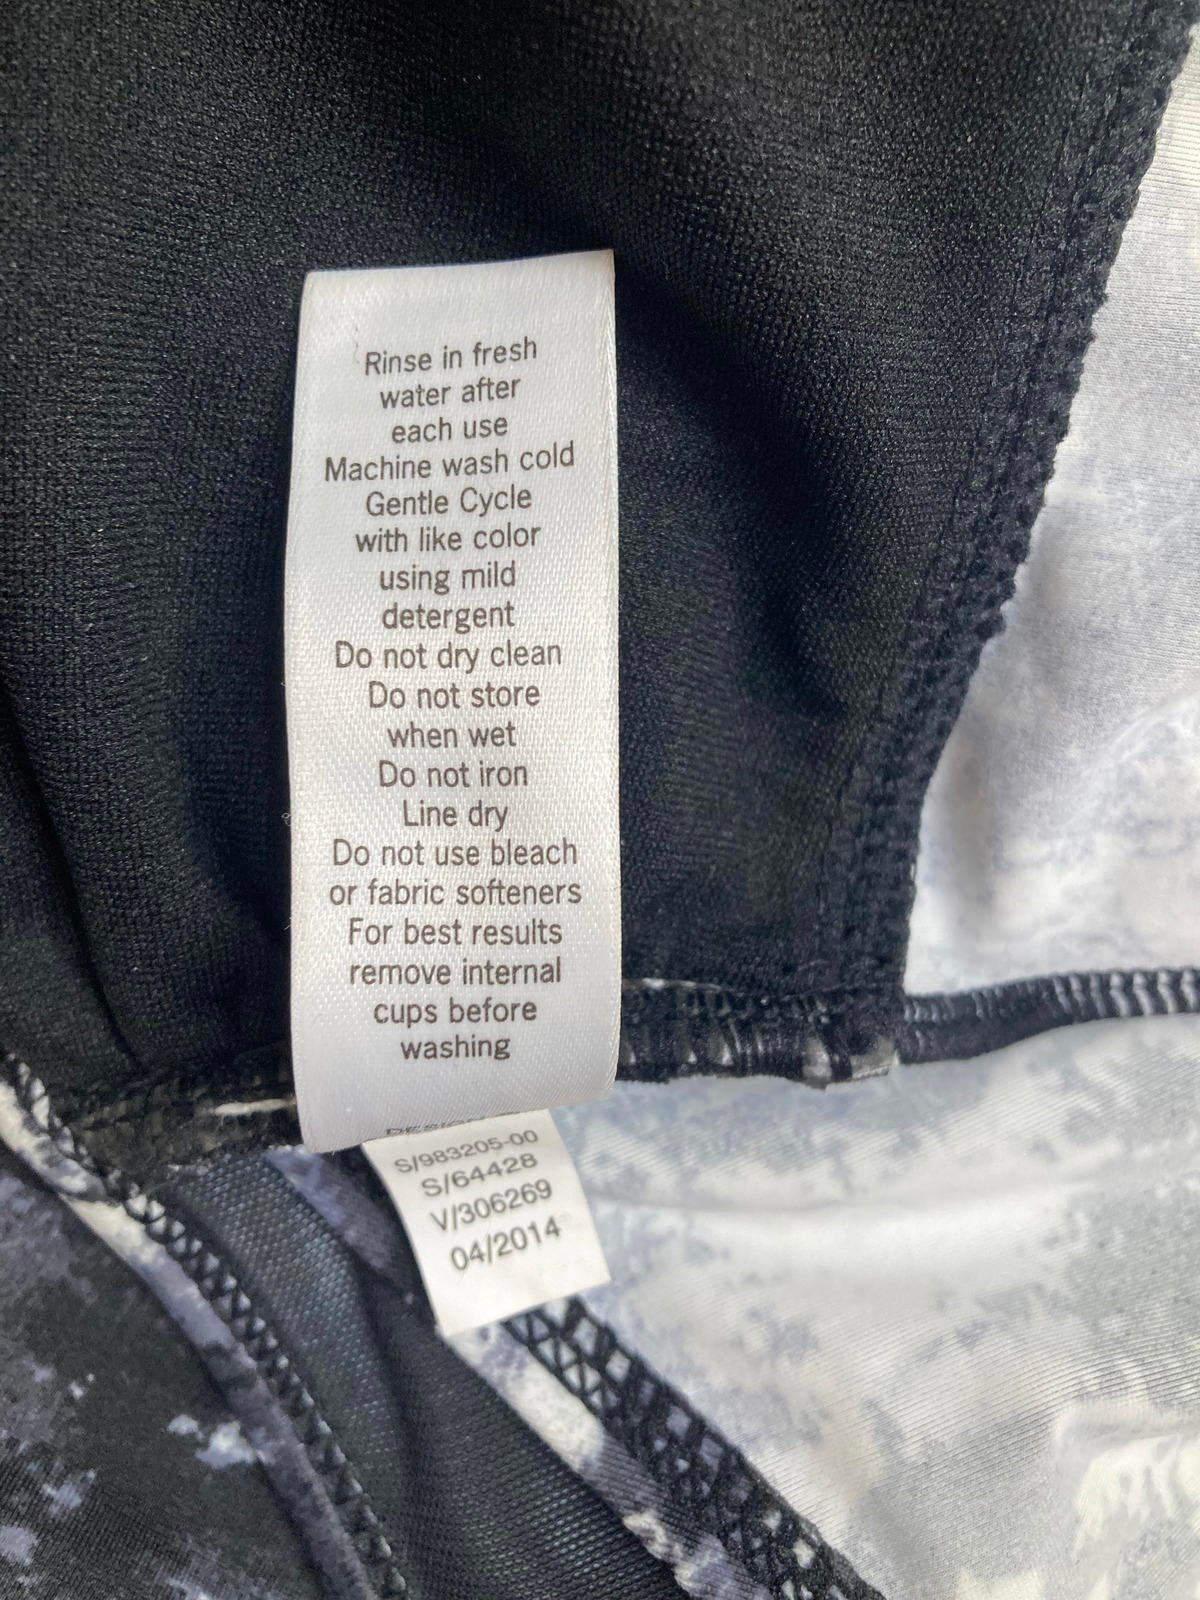 Rinse in fresh
water after
each use
Machine wash cold
Gentle Cycle
with like color
using mild
detergent
Do not dry clean
Do not store
when wet
Do not iron
Line dry
Do not use bleach
or fabric softeners
For best results
remove internal
cups before
washing
S/983205-00
S/64428
V/306269
04/2014